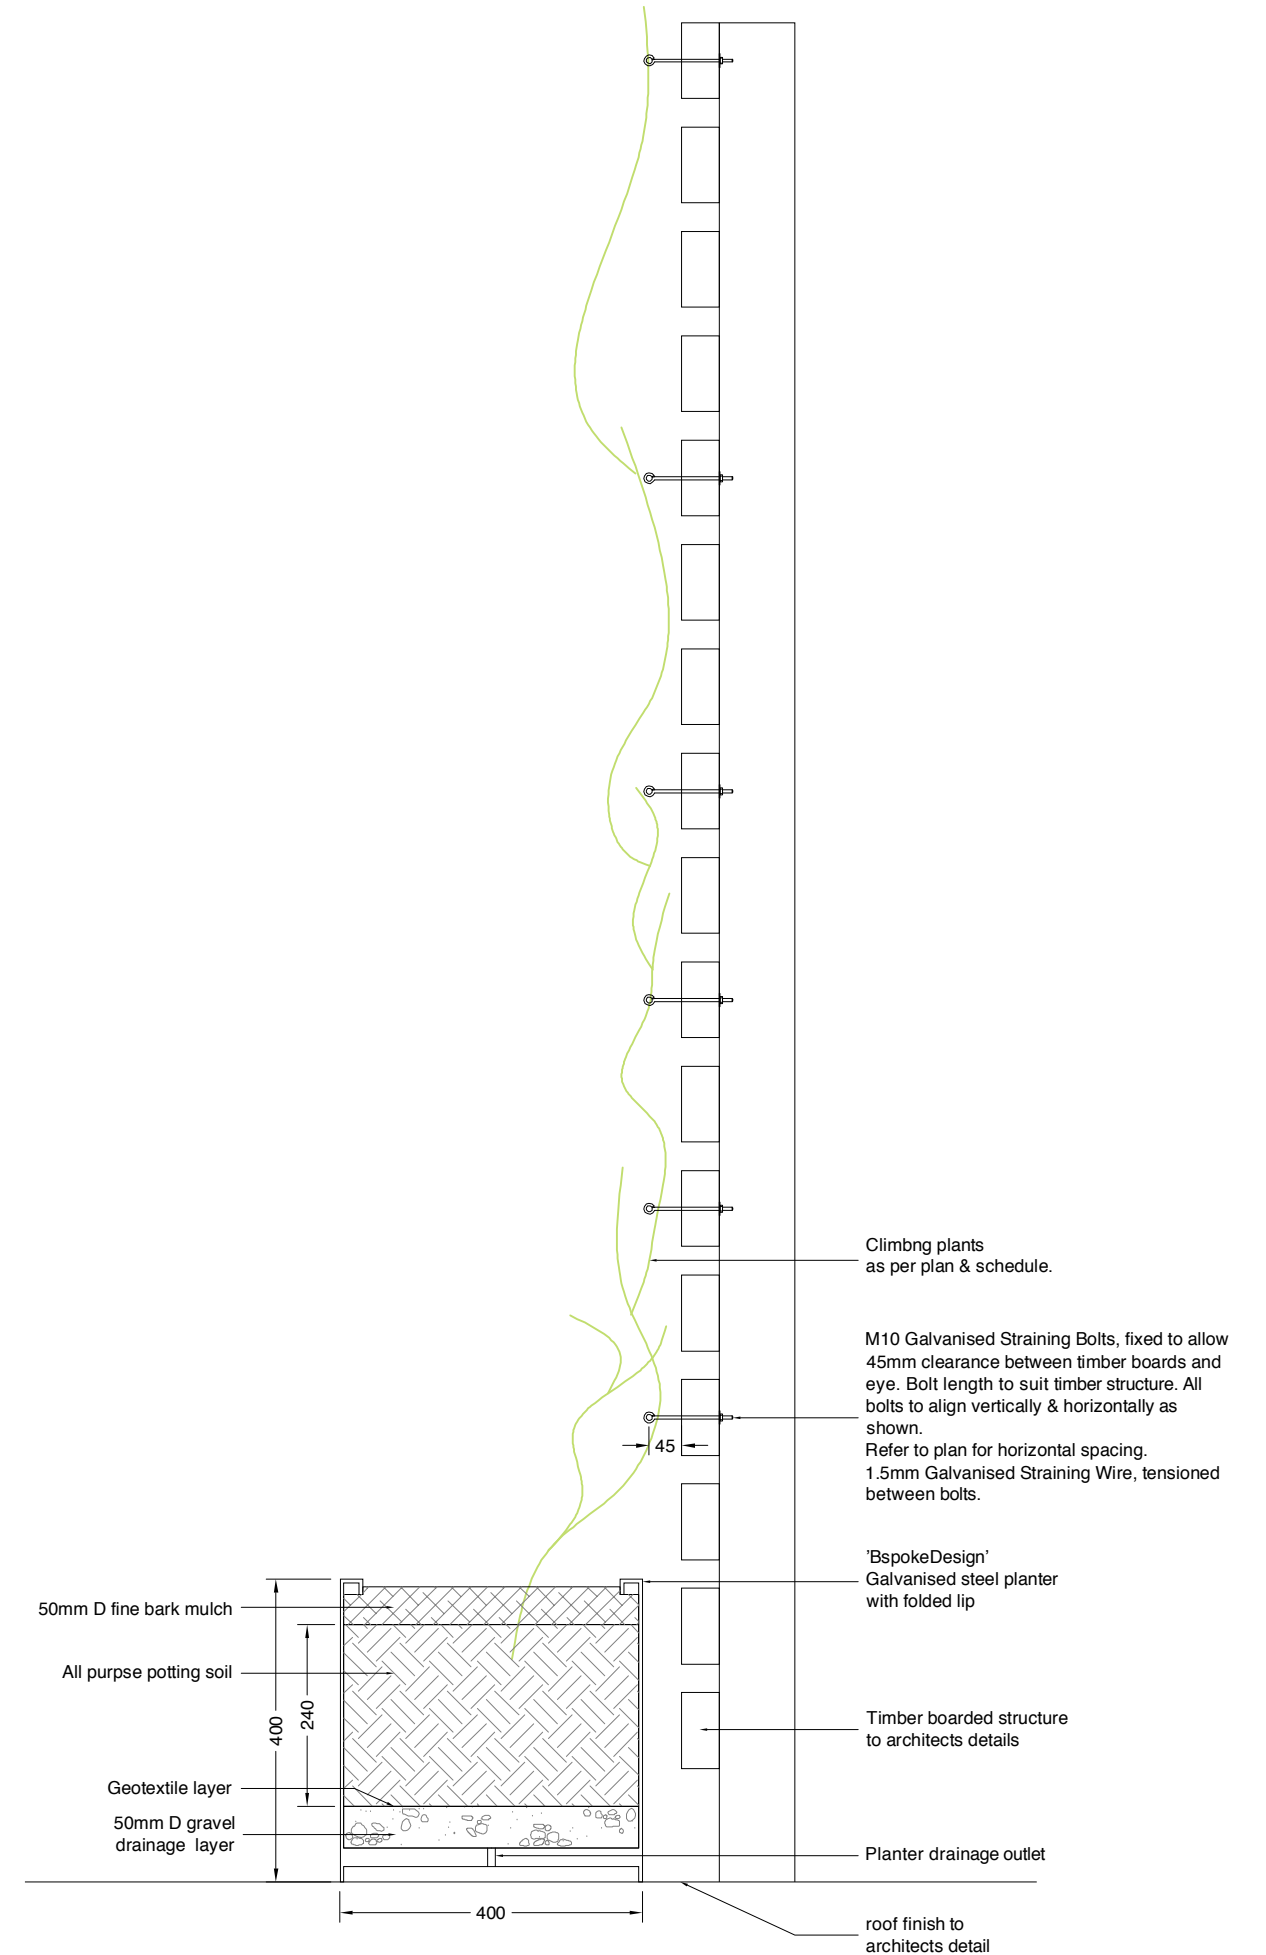 Climbng plants
as per plan & schedule.
M10 Galvanised Straining Bolts, fixed to allow
45mm clearance between timber boards and
eye. Bolt length to suit timber structure. All
bolts to align vertically & horizontally as
shown.
Refer to plan for horizontal spacing.
1.5mm Galvanised Straining Wire, tensioned
between bolts.
45
'BspokeDesign'
Galvanised steel planter
with folded lip
50mm D fine bark mulch
All purpse potting soil
240
400
Timber boarded structure
to architects details
Geotextile layer
50mm D gravel
drainage layer
Planter drainage outlet
400
roof finish to
architects detail